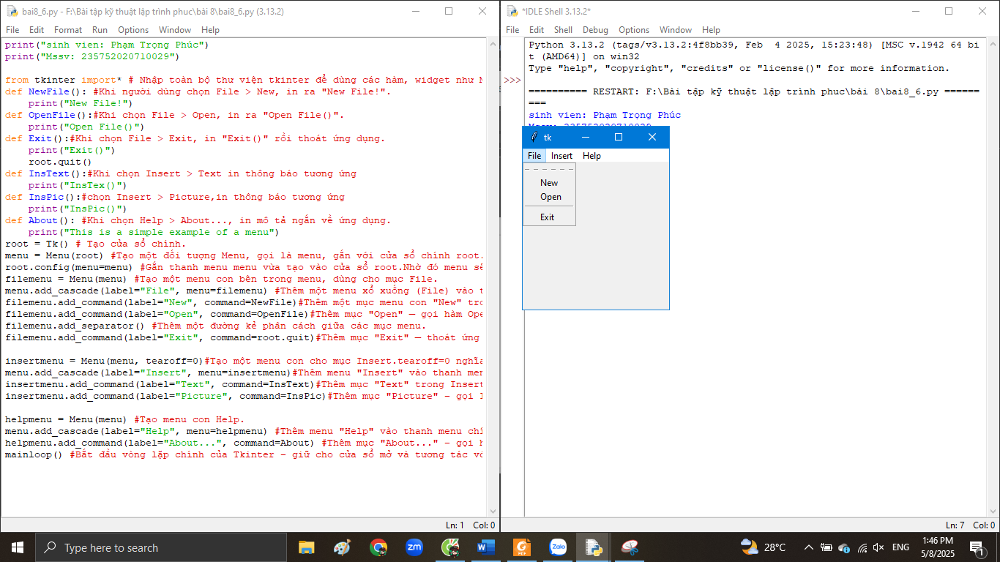 bai8_6.py - F:\Bài tập kỹ thuật lập trình phuc\bài 8\bai8_6.py (3.13.2)
File Edit Format Run Options Window Help
print("sinh vien: Phạm Trọng Phúc")
print("Mssv: 235752020710029")
from tkinter import* # Nhập toàn bộ thư viện tkinter để dùng các hàm, widget như M
def NewFile(): #Khi người dùng chọn File > New, in ra "New File!".
print("New File!")
def OpenFile():#Khi chọn File > Open, in ra "Open File()".
print("Open File()")
def Exit():#Khi chọn File > Exit, in "Exit()" rồi thoát ứng dụng.
print("Exit()")
root.quit()
def InsText():#Khi chọn Insert > Text in thông báo tương ứng
print("InsTex()")
def InsPic():#chọn Insert > Picture,in thông báo tương ứng
print("InsPic()")
def About(): #Khi chọn Help > About..., in mô tả ngắn về ứng dụng.
print("This is a simple example of a menu")
root = Tk() # Tạo cửa sổ chính.
menu = Menu(root) #Tạo một đối tượng Menu, gọi là menu, gắn với cửa sổ chính root.
root.config(menu=menu) #Gắn thanh menu menu vừa tạo vào cửa sổ root.Nhờ đó menu sẽ
filemenu = Menu(menu) #Tạo một menu con bên trong menu, dùng cho mục File.
menu.add_cascade(label="File", menu=filemenu) #Thêm một menu xổ xuống (File) vào t
filemenu.add_command(label="New", command=NewFile)#Thêm một mục menu con "New" tro
filemenu.add_command(label="Open", command=OpenFile)#Thêm mục "Open" — gọi hàm Ope
filemenu.add_separator() #Thêm một đường kẻ phân cách giữa các mục menu.
filemenu.add_command(label="Exit", command=root.quit)#Thêm mục "Exit" — thoát ứng
insertmenu = Menu(menu, tearoff=0)#Tạo một menu con cho mục Insert.tearoff=0 nghĩa
menu.add_cascade(label="Insert", menu=insertmenu)#Thêm menu "Insert" vào thanh men
insertmenu.add_command(label="Text", command=InsText)#Thêm mục "Text" trong Insert
insertmenu.add_command(label="Picture", command=InsPic)#Thêm mục "Picture" – gọi
helpmenu = Menu(menu) #Tạo menu con Help.
menu.add_cascade(label="Help", menu=helpmenu) #Thêm menu "Help" vào thanh menu chí
helpmenu.add_command(label="About...", command=About) #Thêm mục "About..." – gọi h
mainloop() #Bắt đầu vòng lặp chính của Tkinter – giữ cho cửa sổ mở và tương tác vớ
Ln: 1 Col: 0
*IDLE Shell 3.13.2*
File Edit Shell Debug Options Window Help
Python 3.13.2 (tags/v3.13.2:4f8bb39, Feb 4 2025, 15:23:48) [MSC v.1942 64 bi
t (AMD64)] on win32
Type "help", "copyright", "credits" or "license()" for more information.
>>>
========== RESTART: F:\Bài tập kỹ thuật lập trình phuc\bài 8\bai8_6.py ======
===
sinh vien: Phạm Trọng Phúc
tk
File Insert Help
New
Open
Exit
Ln: 7 Col: 0
Type here to search
zm
W
PDF
Zalo
28°C
ENG
1:46 PM
5/8/2025
1